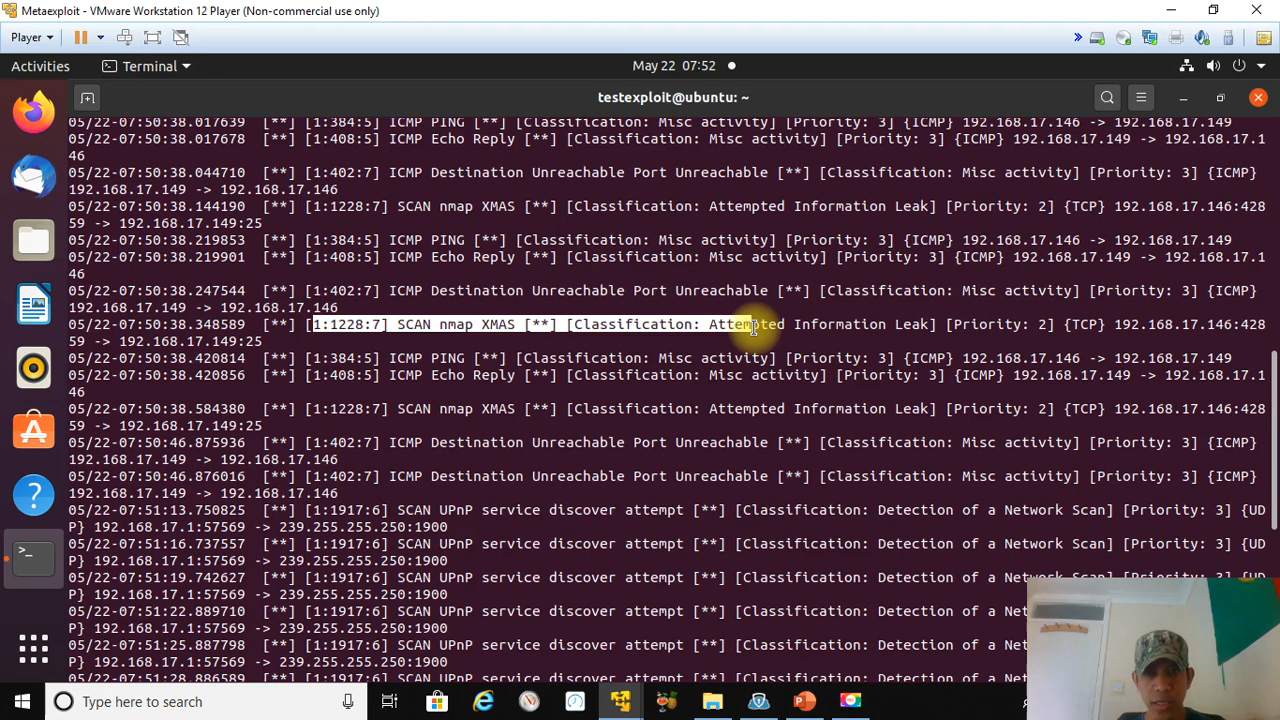 Metaexploit - VMware Workstation 12 Player (Non-commercial use only)
Player
Activities
Terminal
May 22 07:52
testexploit@ubuntu: ~
05/22-07:50:38.017639  [**] [1:384:5] ICMP PING [**] [Classification: Misc activity] [Priority: 3] {ICMP} 192.168.17.146 -> 192.168.17.149
05/22-07:50:38.017678  [**] [1:408:5] ICMP Echo Reply [**] [Classification: Misc activity] [Priority: 3] {ICMP} 192.168.17.149 -> 192.168.17.1
46
05/22-07:50:38.044710  [**] [1:402:7] ICMP Destination Unreachable Port Unreachable [**] [Classification: Misc activity] [Priority: 3] {ICMP}
192.168.17.149 -> 192.168.17.146
05/22-07:50:38.144190  [**] [1:1228:7] SCAN nmap XMAS [**] [Classification: Attempted Information Leak] [Priority: 2] {TCP} 192.168.17.146:428
59 -> 192.168.17.149:25
05/22-07:50:38.219853  [**] [1:384:5] ICMP PING [**] [Classification: Misc activity] [Priority: 3] {ICMP} 192.168.17.146 -> 192.168.17.149
05/22-07:50:38.219901  [**] [1:408:5] ICMP Echo Reply [**] [Classification: Misc activity] [Priority: 3] {ICMP} 192.168.17.149 -> 192.168.17.1
46
05/22-07:50:38.247544  [**] [1:402:7] ICMP Destination Unreachable Port Unreachable [**] [Classification: Misc activity] [Priority: 3] {ICMP}
192.168.17.149 -> 192.168.17.146
05/22-07:50:38.348589  [**] [1:1228:7] SCAN nmap XMAS [**] [Classification: Attempted Information Leak] [Priority: 2] {TCP} 192.168.17.146:428
59 -> 192.168.17.149:25
05/22-07:50:38.420814  [**] [1:384:5] ICMP PING [**] [Classification: Misc activity] [Priority: 3] {ICMP} 192.168.17.146 -> 192.168.17.149
05/22-07:50:38.420856  [**] [1:408:5] ICMP Echo Reply [**] [Classification: Misc activity] [Priority: 3] {ICMP} 192.168.17.149 -> 192.168.17.1
46
05/22-07:50:38.584380  [**] [1:1228:7] SCAN nmap XMAS [**] [Classification: Attempted Information Leak] [Priority: 2] {TCP} 192.168.17.146:428
59 -> 192.168.17.149:25
05/22-07:50:46.875936  [**] [1:402:7] ICMP Destination Unreachable Port Unreachable [**] [Classification: Misc activity] [Priority: 3] {ICMP}
192.168.17.149 -> 192.168.17.146
05/22-07:50:46.876016  [**] [1:402:7] ICMP Destination Unreachable Port Unreachable [**] [Classification: Misc activity] [Priority: 3] {ICMP}
192.168.17.149 -> 192.168.17.146
05/22-07:51:13.750825  [**] [1:1917:6] SCAN UPnP service discover attempt [**] [Classification: Detection of a Network Scan] [Priority: 3] {UD
P} 192.168.17.1:57569 -> 239.255.255.250:1900
05/22-07:51:16.737557  [**] [1:1917:6] SCAN UPnP service discover attempt [**] [Classification: Detection of a Network Scan] [Priority: 3] {UD
P} 192.168.17.1:57569 -> 239.255.255.250:1900
05/22-07:51:19.742627  [**] [1:1917:6] SCAN UPnP service discover attempt [**] [Classification: Detection of a Network Scan] [Priority: 3] {UD
P} 192.168.17.1:57569 -> 239.255.255.250:1900
05/22-07:51:22.889710  [**] [1:1917:6] SCAN UPnP service discover attempt [**] [Classification: Detection of a Net
P} 192.168.17.1:57569 -> 239.255.255.250:1900
05/22-07:51:25.887798  [**] [1:1917:6] SCAN UPnP service discover attempt [**] [Classification: Detection of a Net
P} 192.168.17.1:57569 -> 239.255.255.250:1900
05/22-07:51:28.886589  [**] [1:1917:6] SCAN UPnP service discover attempt [**] [Classification: Detection of a Net
Type here to search